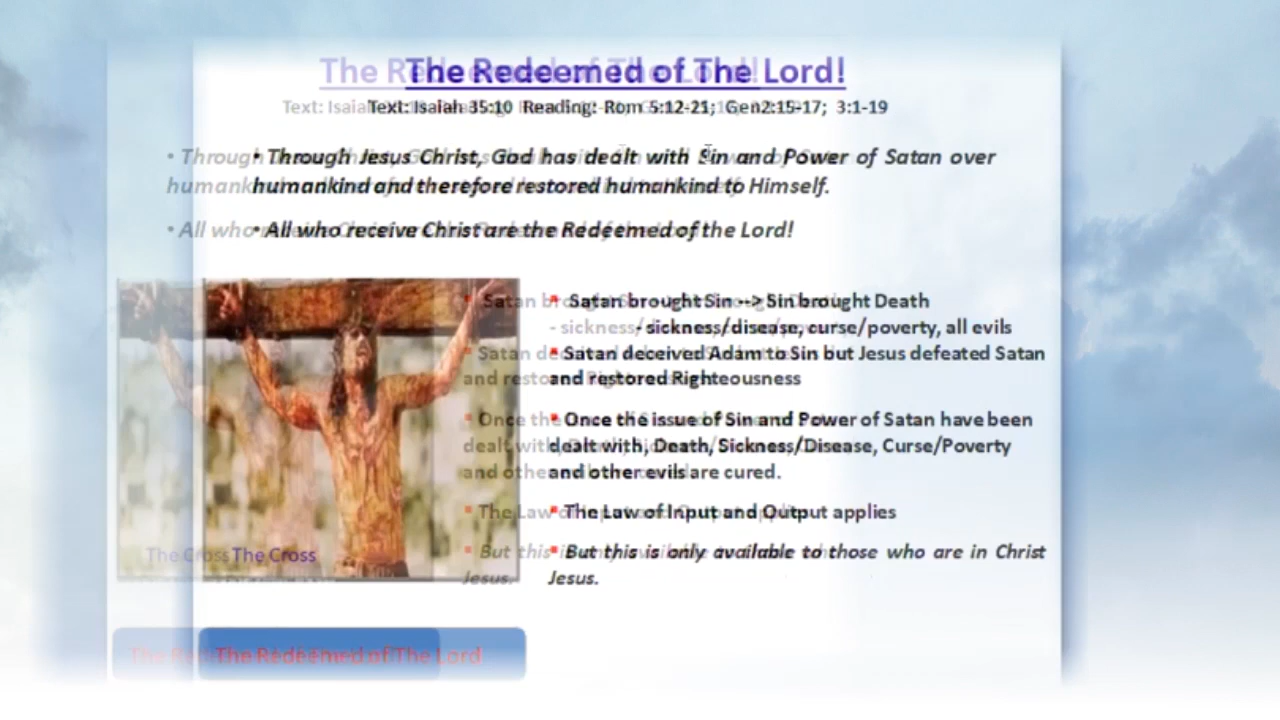 The Redeemed of The Lord!
Text: Isaiah 35:10 Reading: Rom 5:12-21; Gen2:15-17; 3:1-19
• Through Jesus Christ, God has dealt with Sin and Power of Satan over
humankind and therefore restored humankind to Himself.
• All who receive Christ are the Redeemed of the Lord!
▪ Satan brought Sin --> Sin brought Death
- sickness/disease, curse/poverty, all evils
▪ Satan deceived Adam to Sin but Jesus defeated Satan
and restored Righteousness
▪ Once the issue of Sin and Power of Satan have been
dealt with, Death, Sickness/Disease, Curse/Poverty
and other evils are cured.
▪ The Law of Input and Output applies
▪ But this is only available to those who are in Christ
Jesus.
The Cross
The Redeemed of The Lord